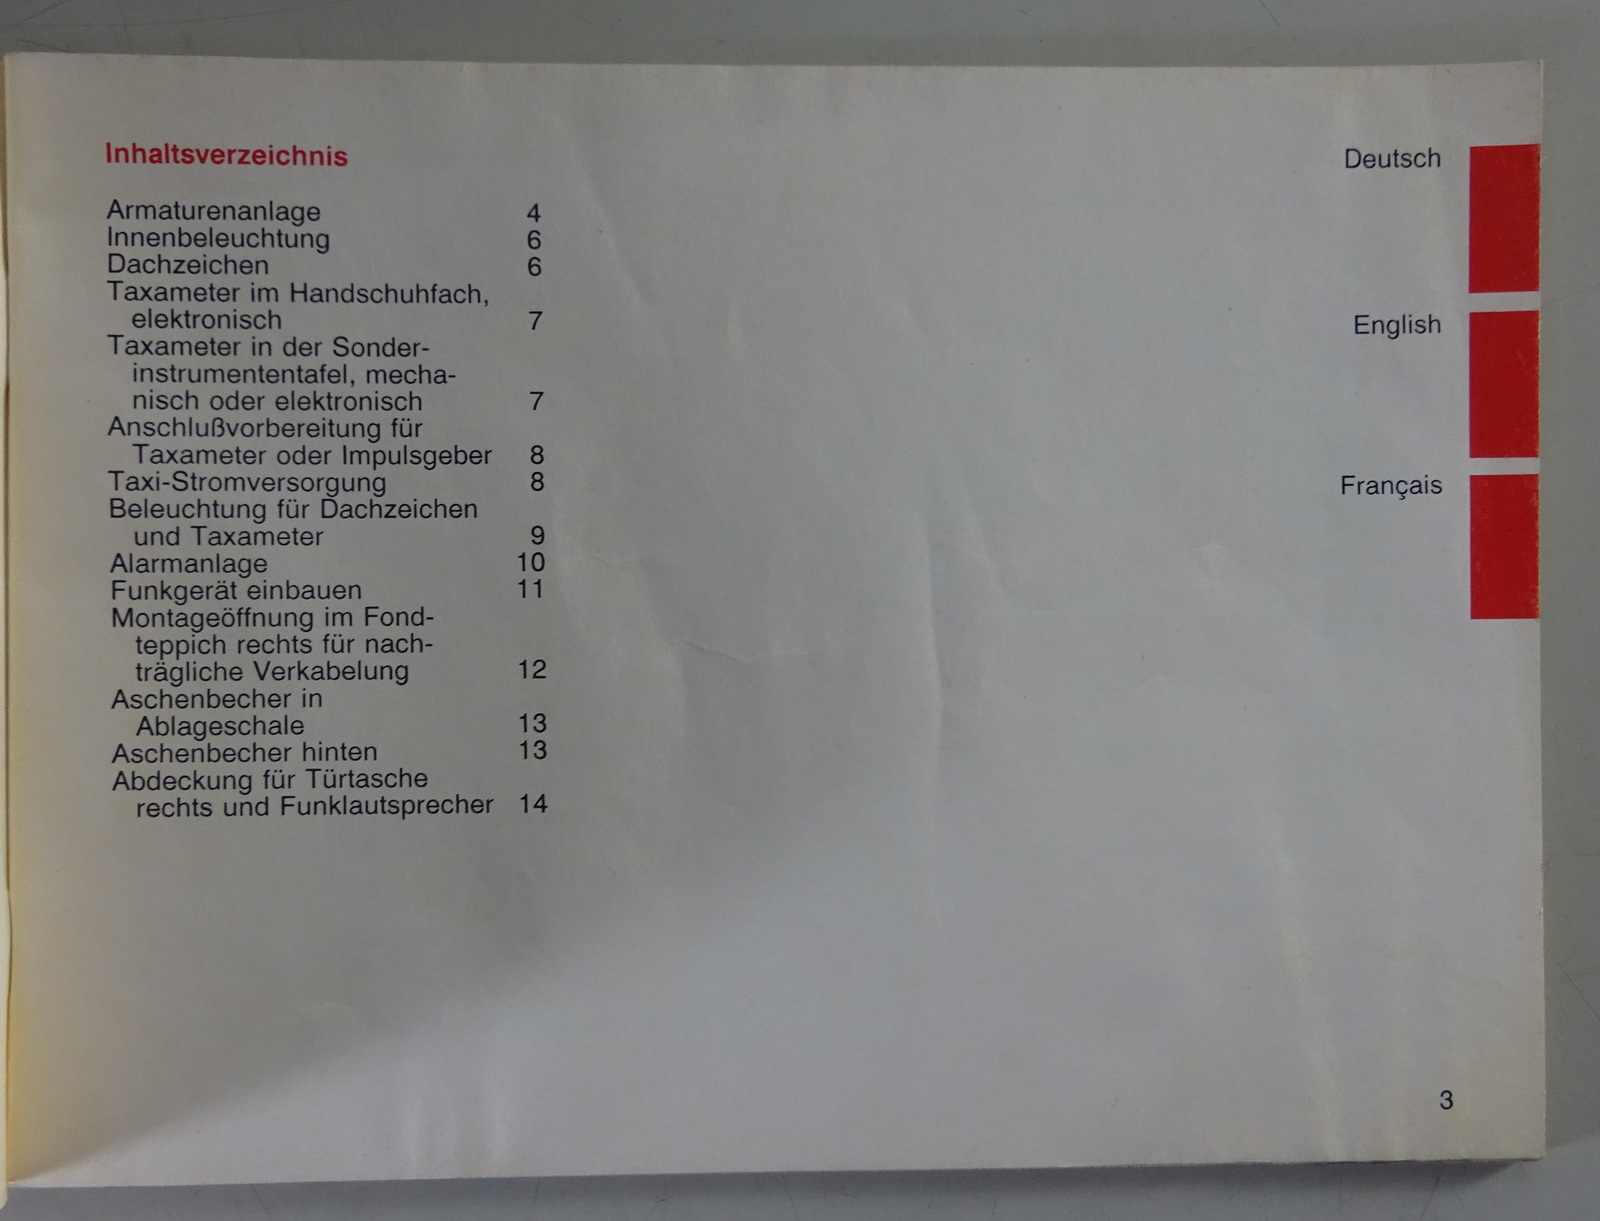 Inhaltsverzeichnis
Armaturenanlage 4
Innenbeleuchtung 6
Dachzeichen 6
Taxameter im Handschuhfach,
elektronisch 7
Taxameter in der Sonder-
instrumententafel, mecha-
nisch oder elektronisch 7
Anschlußvorbereitung für
Taxameter oder Impulsgeber 8
Taxi-Stromversorgung 8
Beleuchtung für Dachzeichen
und Taxameter 9
Alarmanlage 10
Funkgerät einbauen 11
Montageöffnung im Fond-
teppich rechts für nach-
trägliche Verkabelung 12
Aschenbecher in
Ablageschale 13
Aschenbecher hinten 13
Abdeckung für Türtasche
rechts und Funklautsprecher 14
Deutsch
English
Français
3